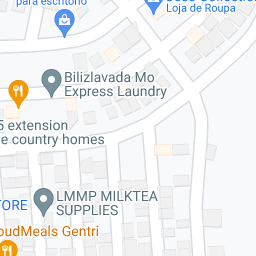 para escritório
Loja de Roupa
Bilizlavada Mo
Express Laundry
5 extension
e country homes
LMMP MILKTEA
SUPPLIES
TORE
oudMeals Gentri